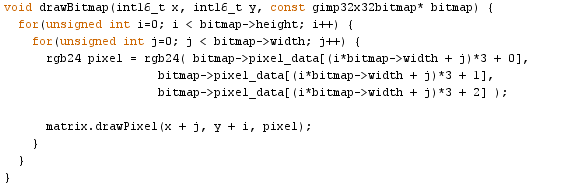 void drawBitmap(int16_t x, int16_t y, const gimp32x32bitmap* bitmap) {
  for(unsigned int i=0; i < bitmap->height; i++) {
    for(unsigned int j=0; j < bitmap->width; j++) {
      rgb24 pixel = rgb24( bitmap->pixel_data[(i*bitmap->width + j)*3 + 0],
                      bitmap->pixel_data[(i*bitmap->width + j)*3 + 1],
                      bitmap->pixel_data[(i*bitmap->width + j)*3 + 2] );
      matrix.drawPixel(x + j, y + i, pixel);
    }
  }
}